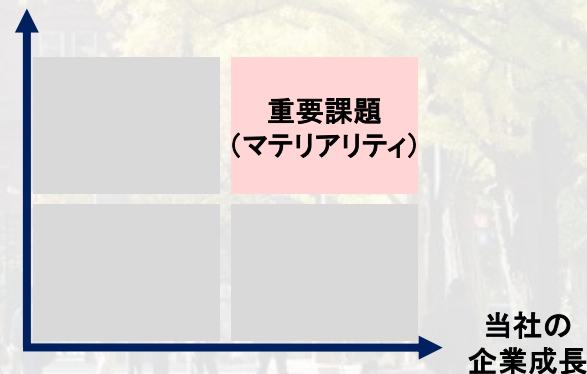 重要課題
（マテリアリティ）
当社の
企業成長